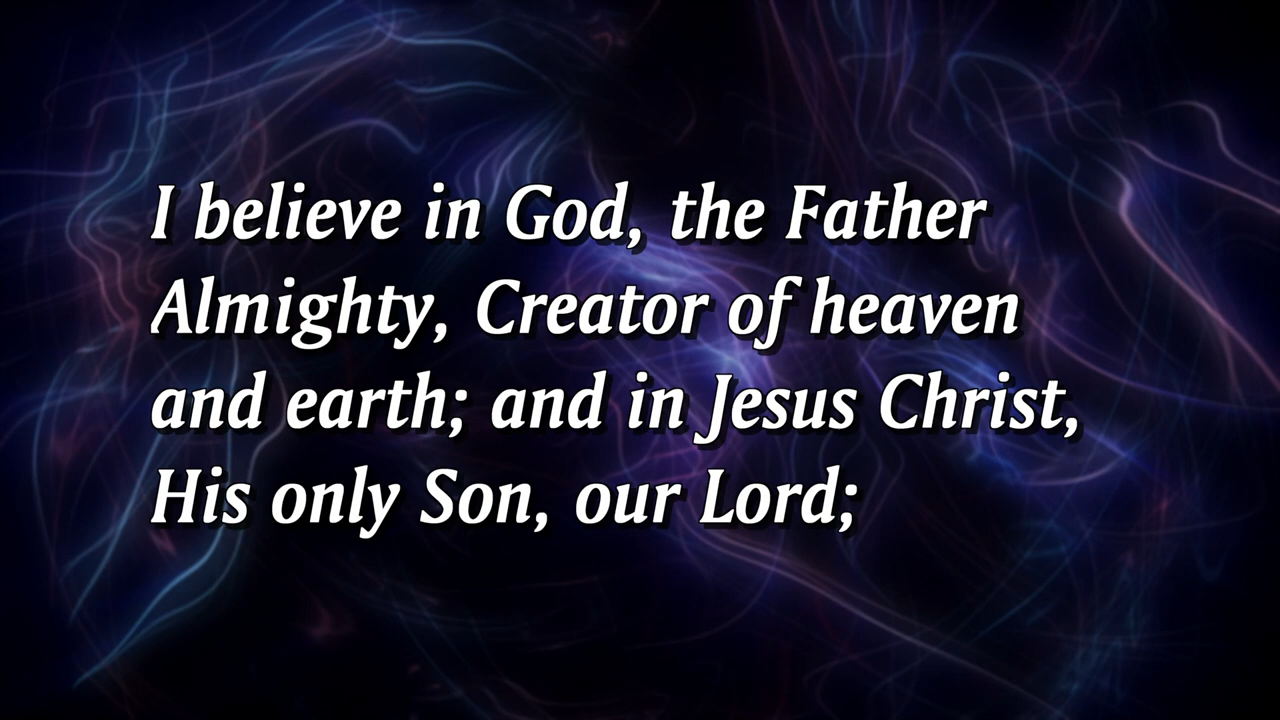 I believe in God, the Father
Almighty, Creator of heaven
and earth; and in Jesus Christ,
His only Son, our Lord;